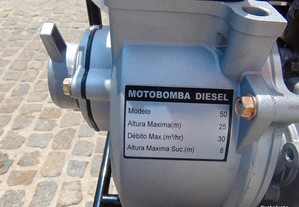 MOTOBOMBA DIESEL
Modelo 50
Altura Maxima(m) 25
Débito Max.(m³/hr) 30
Altura Maxima Suc.(m) 8